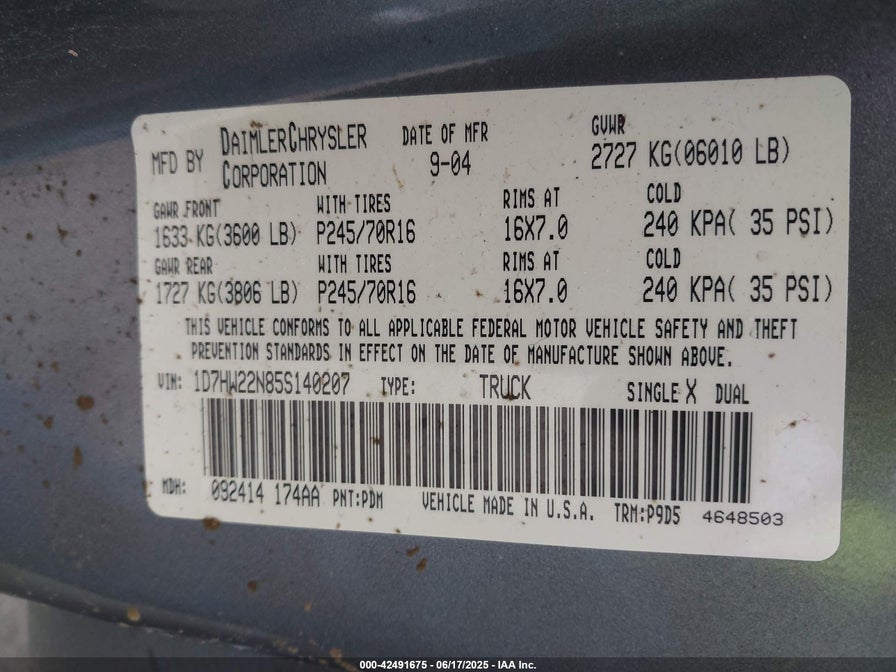 MFD BY DAIMLERCHRYSLER CORPORATION DATE OF MFR 9-04 GVWR 2727 KG(06010 LB)
GAWR FRONT WITH TIRES RIMS AT COLD
1633 KG(3600 LB) P245/70R16 16X7.0 240 KPA( 35 PSI)
GAWR REAR WITH TIRES RIMS AT COLD
1727 KG(3806 LB) P245/70R16 16X7.0 240 KPA( 35 PSI)
THIS VEHICLE CONFORMS TO ALL APPLICABLE FEDERAL MOTOR VEHICLE SAFETY AND THEFT
PREVENTION STANDARDS IN EFFECT ON THE DATE OF MANUFACTURE SHOWN ABOVE.
VIN: 1D7HW22N85S140207 TYPE: TRUCK SINGLE X DUAL
MDH: 092414 174AA PNT:PDM VEHICLE MADE IN U.S.A. TRM:P9D5 4648503
000-42491675 - 06/17/2025 - IAA Inc.